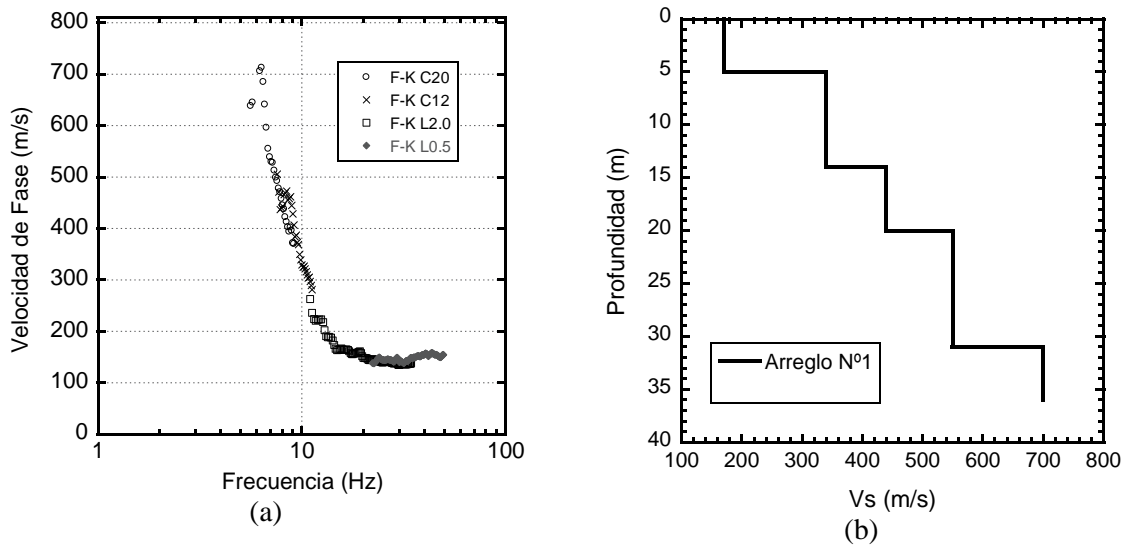 800
700
600
500
400
300
200
100
0
Velocidad de Fase (m/s)
1
10
100
Frecuencia (Hz)
F-K C20
F-K C12
F-K L2.0
F-K L0.5
(a)
0
5
10
15
20
25
30
35
40
Profundidad (m)
100
200
300
400
500
600
700
800
Vs (m/s)
Arreglo Nº1
(b)